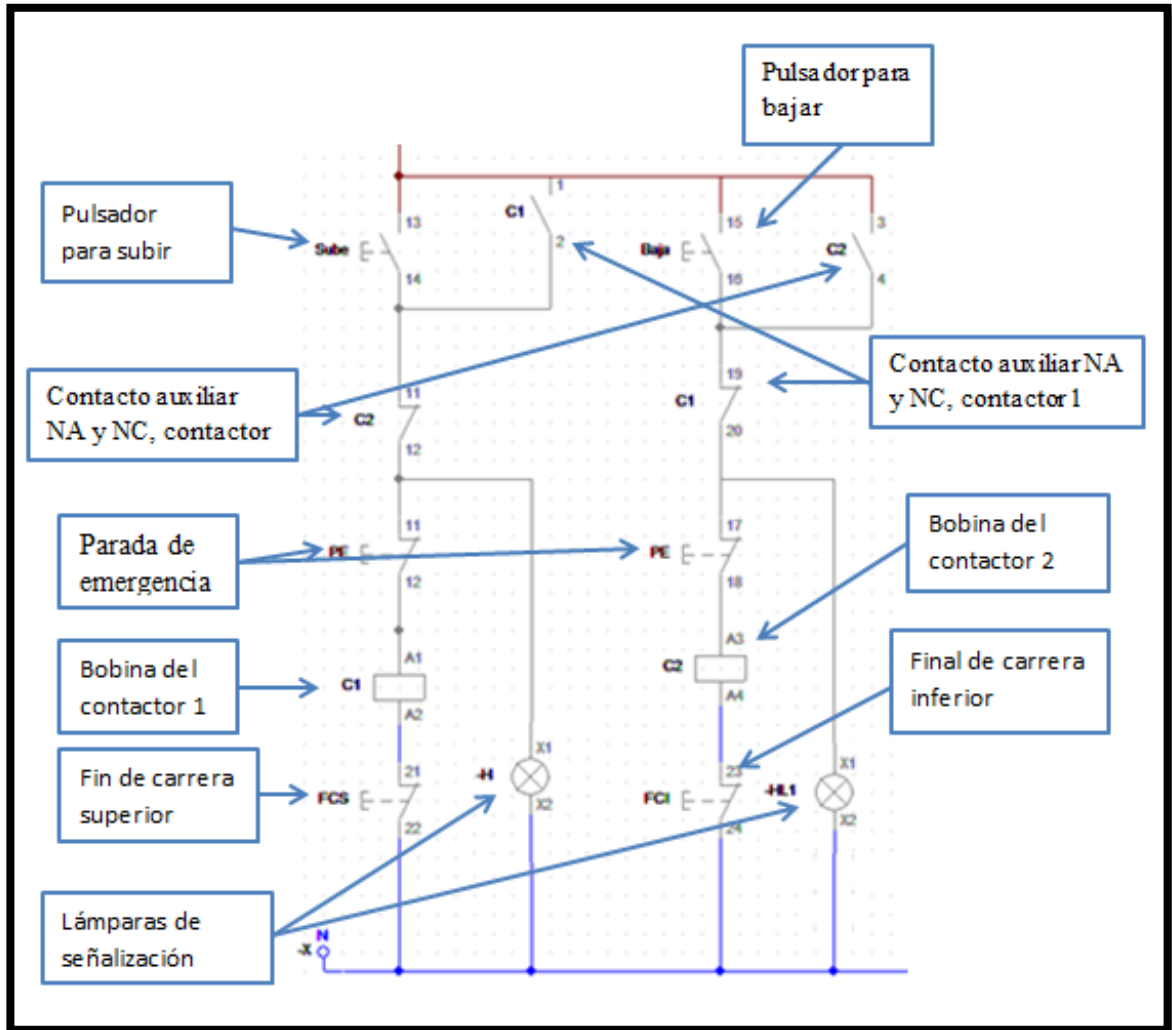 Pulsador para
bajar
Pulsador
para subir
1
C1
2
13
Sube
14
15
Baja
16
3
C2
4
Contacto auxiliar
NA y NC, contactor
11
C2
12
19
C1
20
Contacto auxiliar NA
y NC, contactor 1
Parada de
emergencia
11
PE
12
17
PE
18
Bobina del
contactor 2
Bobina del
contactor 1
A1
C1
A2
A3
C2
A4
Final de carrera
inferior
Fin de carrera
superior
21
FCS
22
-H
X1
X2
23
FCI
24
-HL1
X1
X2
Lámparas de
señalización
N
-X